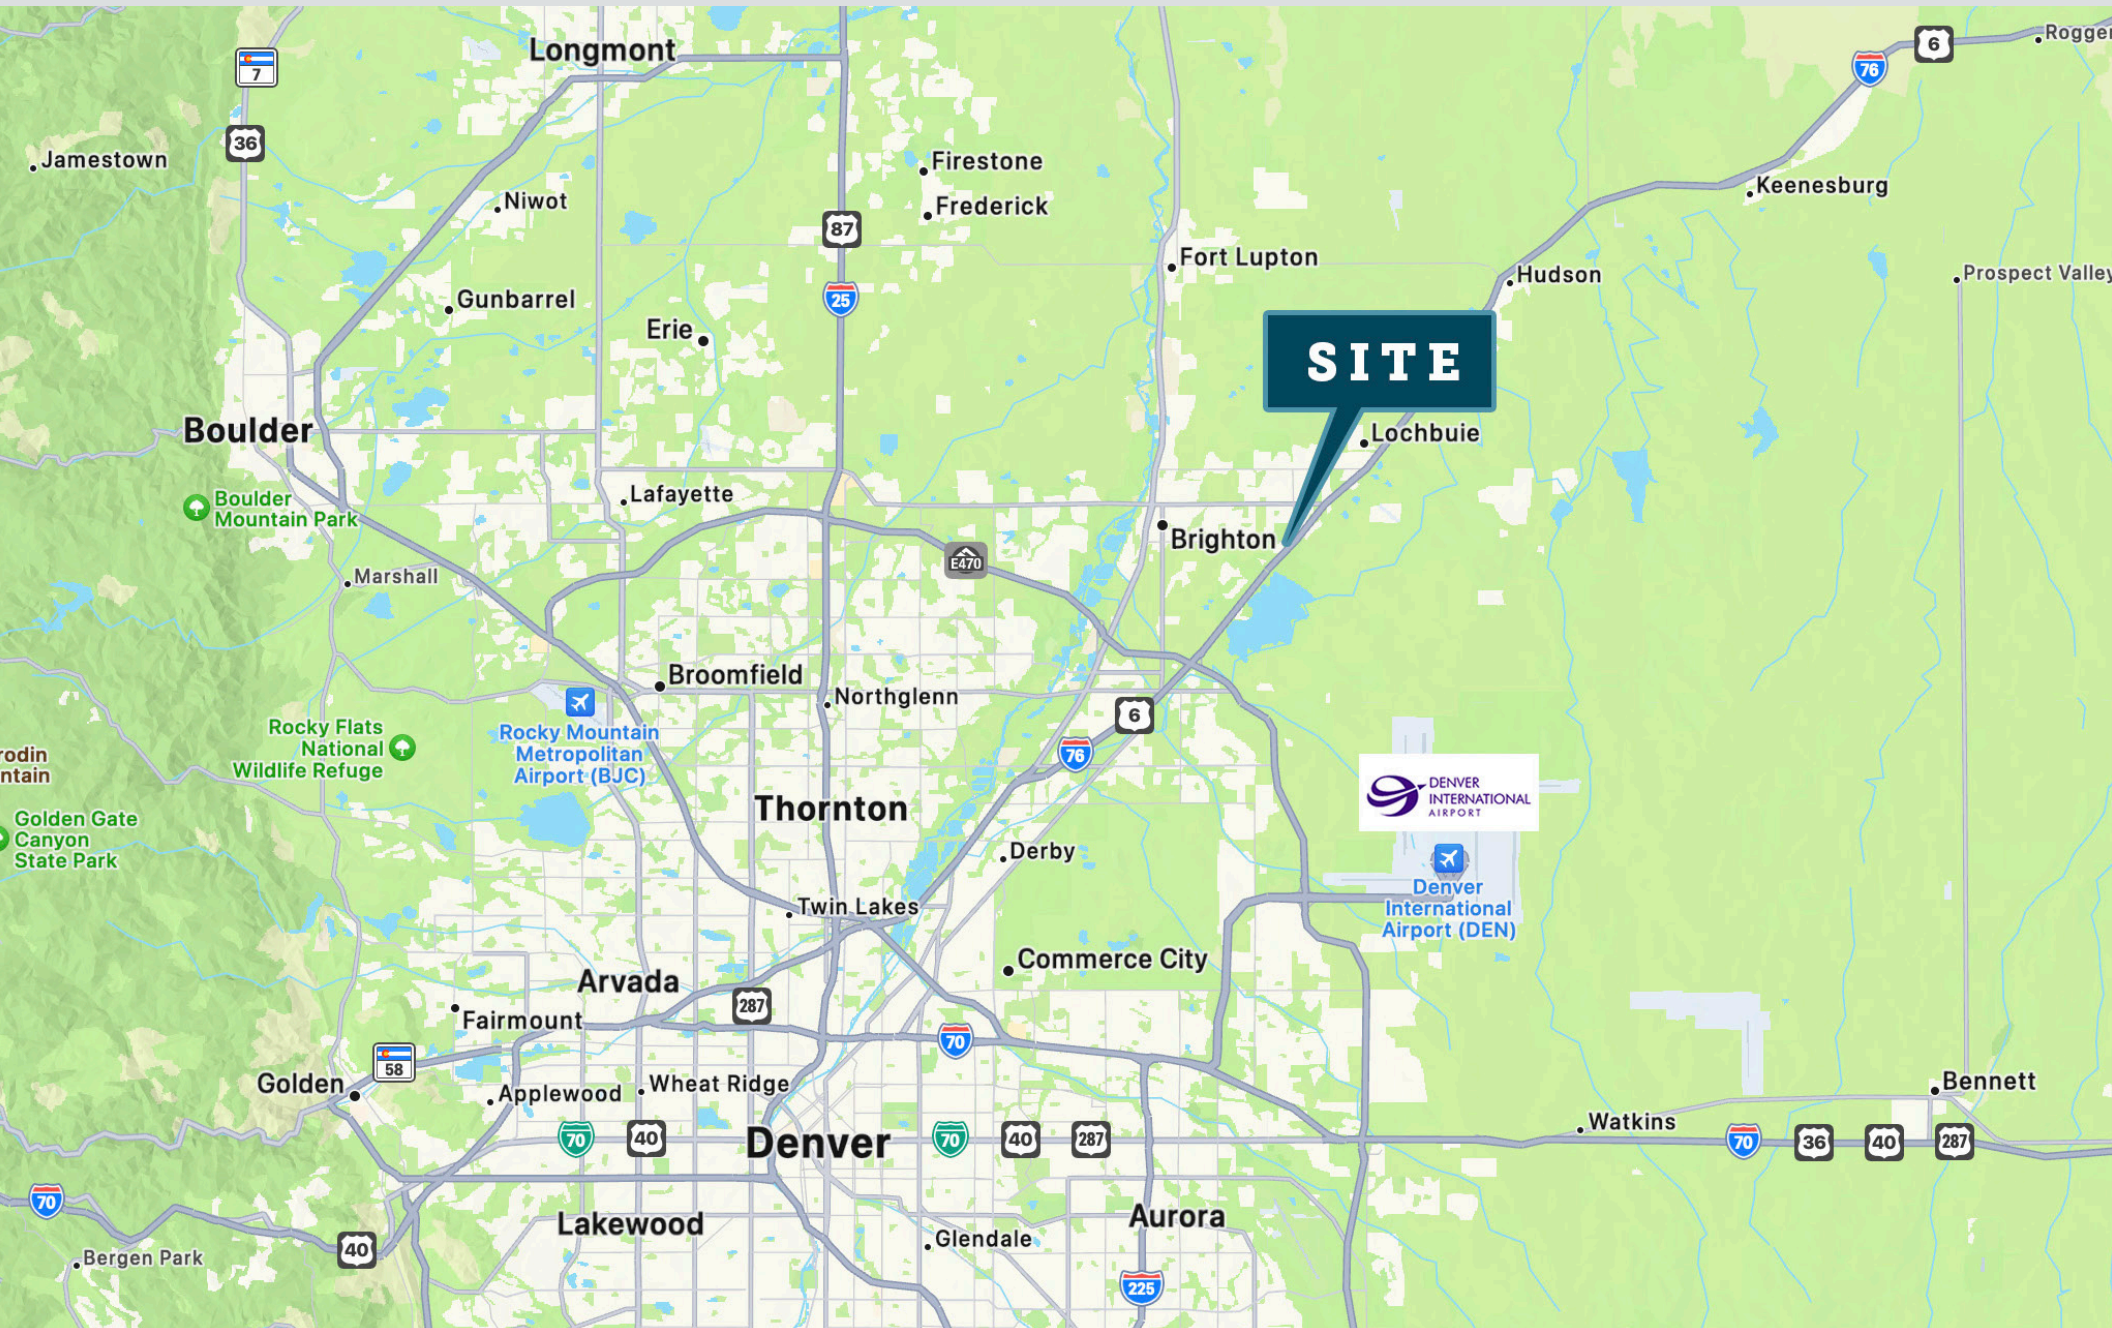 Longmont
7
36
6
76
Rogger
Jamestown
Niwot
Firestone
Frederick
87
Keenesburg
Fort Lupton
Hudson
Prospect Valley
Gunbarrel
25
Erie
SITE
Boulder
Lochbuie
Boulder
Mountain Park
Lafayette
Brighton
E470
Marshall
Broomfield
Northglenn
6
76
Rocky Flats
National
Wildlife Refuge
Rocky Mountain
Metropolitan
Airport (BJC)
rodin
ntain
DENVER
INTERNATIONAL
AIRPORT
Thornton
Golden Gate
Canyon
State Park
Derby
Denver
International
Airport (DEN)
Twin Lakes
Commerce City
Arvada
287
Fairmount
70
58
Golden
Applewood
Wheat Ridge
Bennett
Watkins
70
40
Denver
70
40
287
70
36
40
287
70
Lakewood
Aurora
Glendale
40
Bergen Park
225